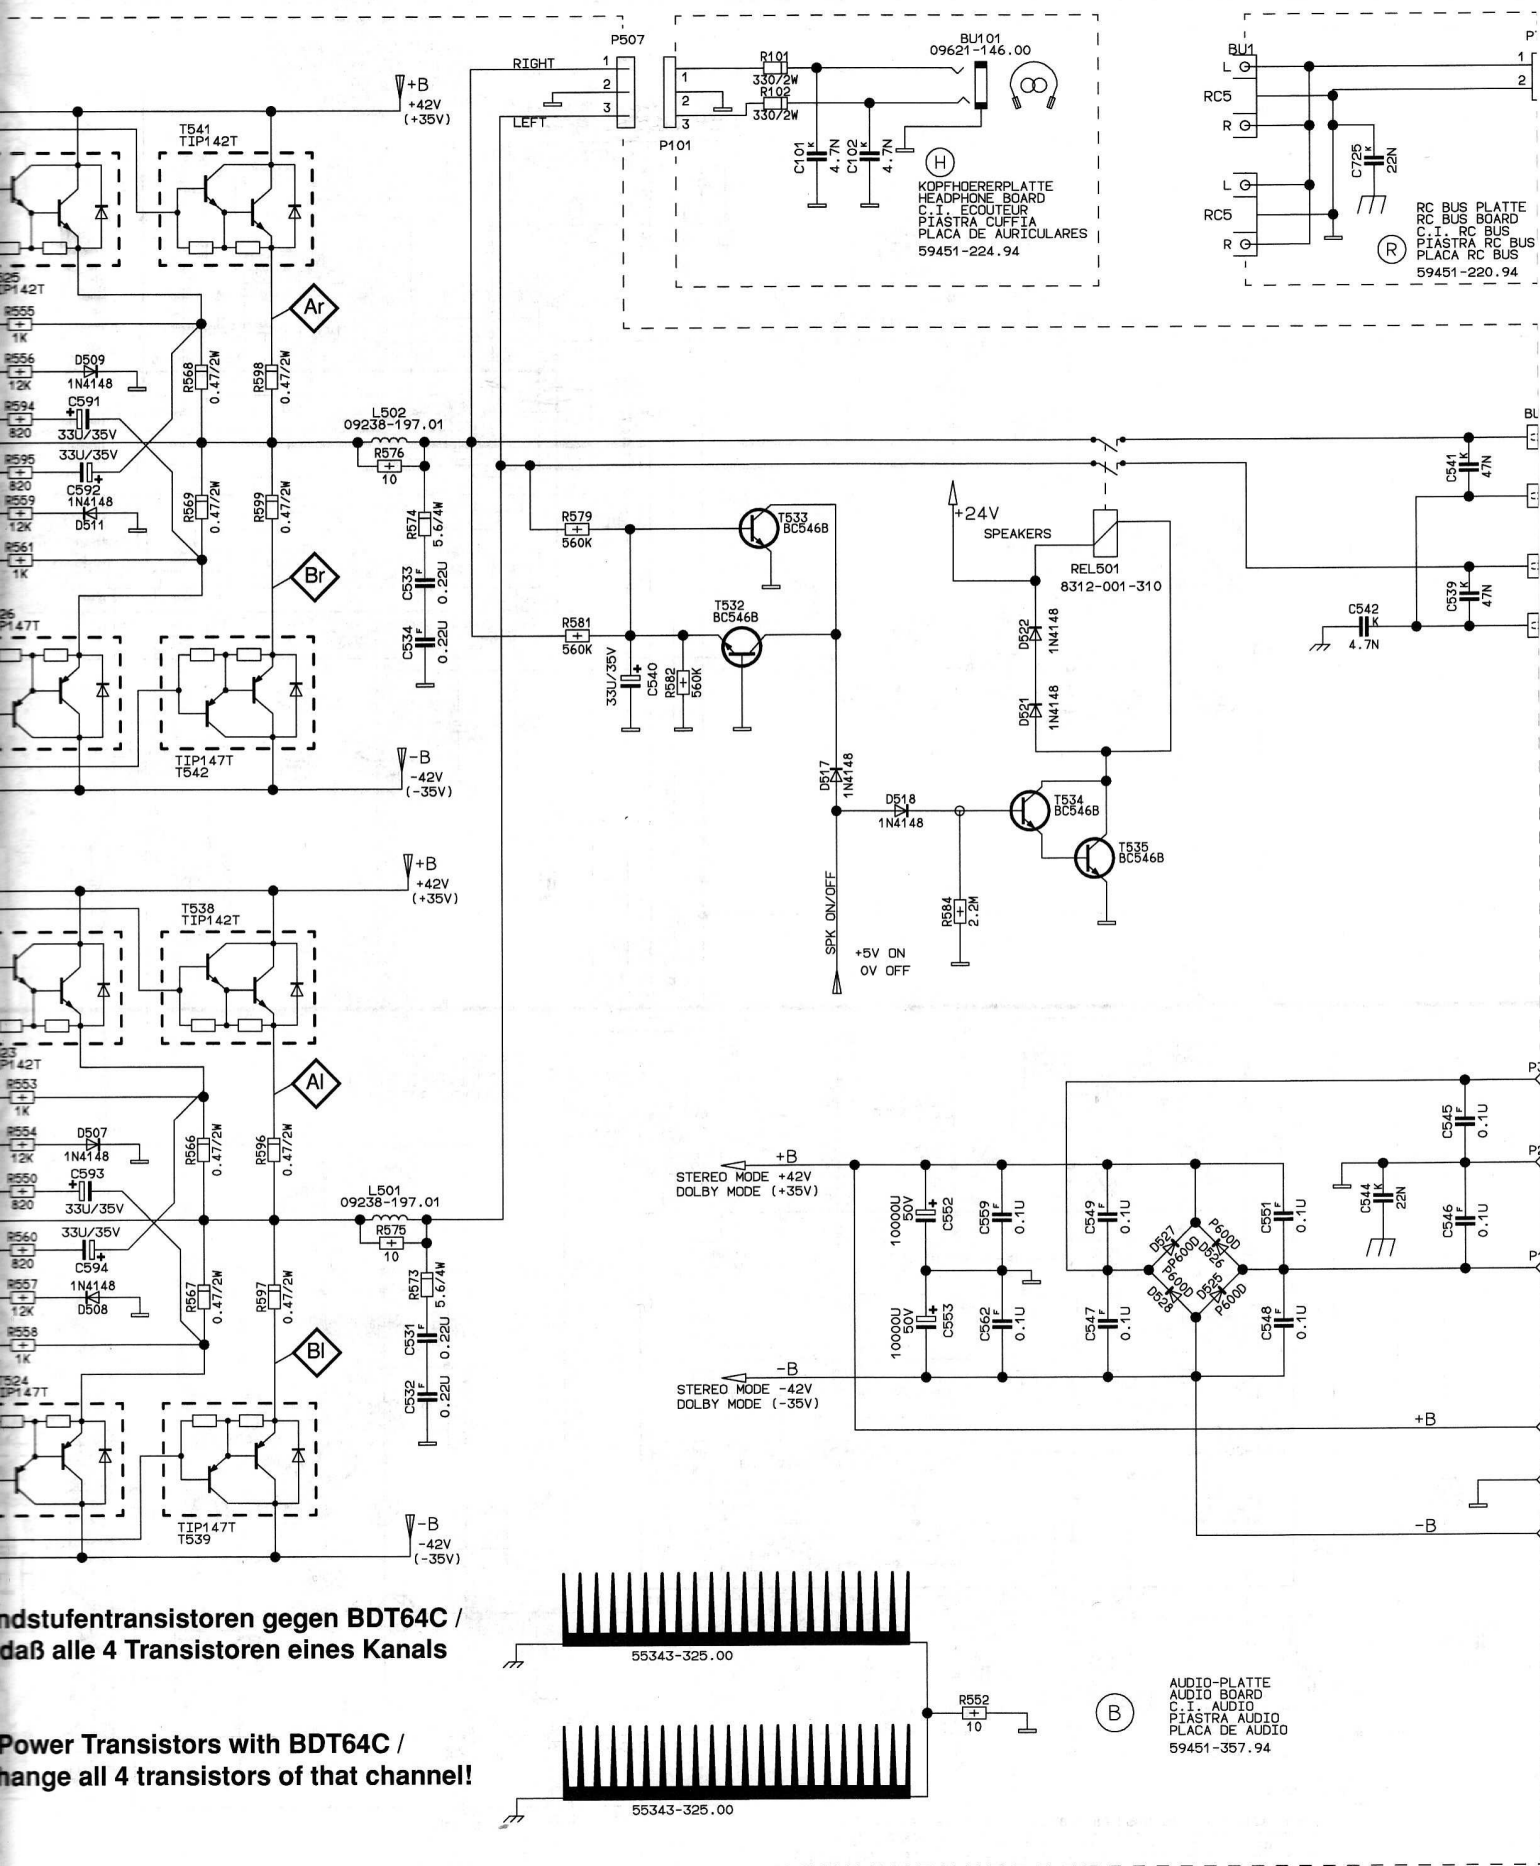 P507
RIGHT
1
2
3
LEFT
P101
1
2
3
R101
330/2W
R102
330/2W
C101
K
4.7N
C102
K
4.7N
BU101
09621-146.00
H
KOPFHOERERPLATTE
HEADPHONE BOARD
C.I. ECOUTEUR
PIASTRA CUFFIA
PLACA DE AURICULARES
59451-224.94
BU1
L
RC5
R
L
RC5
R
1
2
C725
K
22N
R
RC BUS PLATTE
RC BUS BOARD
C.I. RC BUS
PIASTRA RC BUS
PLACA RC BUS
59451-220.94
+B
+42V
(+35V)
T541
TIP142T
Ar
R555
1K
R556
12K
D509
1N4148
R594
820
C591
33U/35V
33U/35V
R595
820
C592
1N4148
R559
12K
D511
R561
1K
R568
0.47/2W
R598
0.47/2W
R569
0.47/2W
R599
0.47/2W
Br
L502
09238-197.01
R576
10
R574
5.6/4W
C533
F
0.22U
C534
F
0.22U
TIP147T
T542
-B
-42V
(-35V)
R579
560K
R581
560K
T533
BC546B
T532
BC546B
33U/35V
C540
R582
560K
D517
1N4148
D518
1N4148
+24V
SPEAKERS
REL501
8312-001-310
D522
1N4148
D521
1N4148
T534
BC546B
T535
BC546B
R584
2.2M
SPK ON/OFF
+5V ON
0V OFF
C541
K
47N
C539
K
47N
C542
K
4.7N
+B
+42V
(+35V)
T538
TIP142T
Al
R553
1K
R554
12K
D507
1N4148
R550
820
C593
33U/35V
33U/35V
R560
820
C594
1N4148
R557
12K
D508
R558
1K
R566
0.47/2W
R596
0.47/2W
R567
0.47/2W
R597
0.47/2W
Bl
L501
09238-197.01
R575
10
R573
5.6/4W
C531
F
0.22U
C532
F
0.22U
TIP147T
T539
-B
-42V
(-35V)
+B
STEREO MODE +42V
DOLBY MODE (+35V)
10000U
50V
C552
C559
F
0.1U
C549
F
0.1U
C551
F
0.1U
D527
P600D
P600D
D526
P600D
D528
D525
P600D
10000U
50V
C553
C562
F
0.1U
C547
F
0.1U
C548
F
0.1U
-B
STEREO MODE -42V
DOLBY MODE (-35V)
C545
F
0.1U
C544
K
22N
C546
F
0.1U
+B
-B
ndstufentransistoren gegen BDT64C /
daß alle 4 Transistoren eines Kanals
Power Transistors with BDT64C /
hange all 4 transistors of that channel!
55343-325.00
55343-325.00
R552
10
B
AUDIO-PLATTE
AUDIO BOARD
C.I. AUDIO
PIASTRA AUDIO
PLACA DE AUDIO
59451-357.94